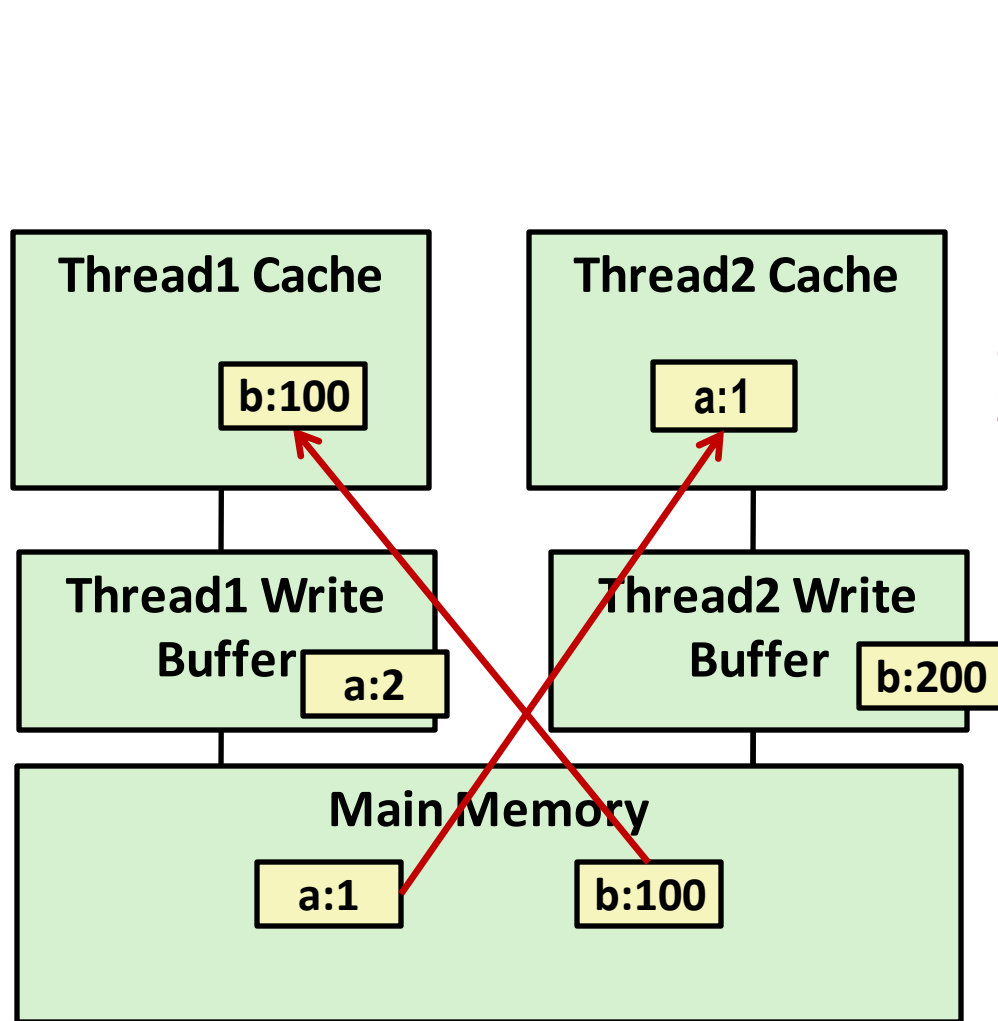 Thread1 Cache
Thread2 Cache
b:100
a:1
Thread1 Write
Buffer
a:2
Thread2 Write
Buffer
b:200
Main Memory
a:1
b:100